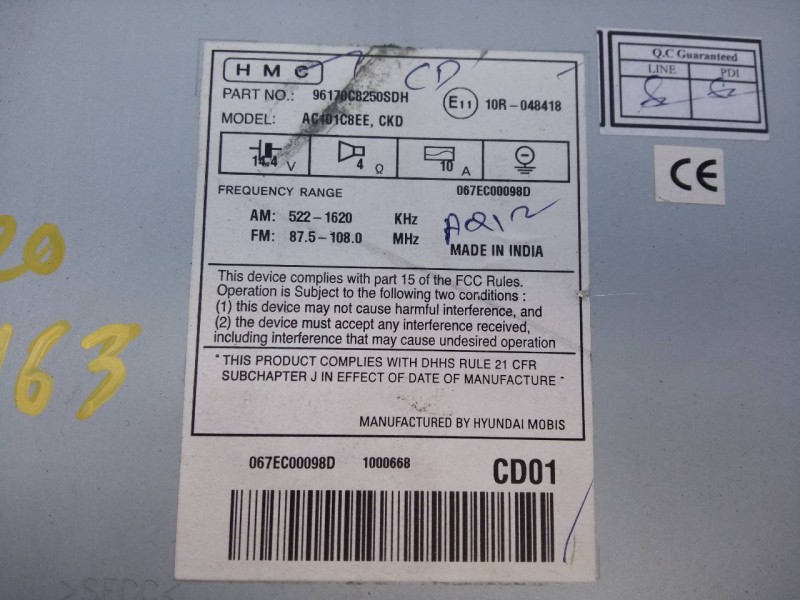 HMC
CD
PART NO.: 96170C8250SDH
E11 10R-048418
MODEL: AC101C8EE, CKD
14.4 V
4 Ω
10 A
FREQUENCY RANGE
067EC00098D
AM: 522-1620 KHz
FM: 87.5-108.0 MHz
MADE IN INDIA
This device complies with part 15 of the FCC Rules.
Operation is Subject to the following two conditions :
(1) this device may not cause harmful interference, and
(2) the device must accept any interference received,
including interference that may cause undesired operation
" THIS PRODUCT COMPLIES WITH DHHS RULE 21 CFR
SUBCHAPTER J IN EFFECT OF DATE OF MANUFACTURE "
MANUFACTURED BY HYUNDAI MOBIS
067EC00098D 1000668
CD01
Q.C Guaranteed
LINE PDI
CE
20
163
>SECC<